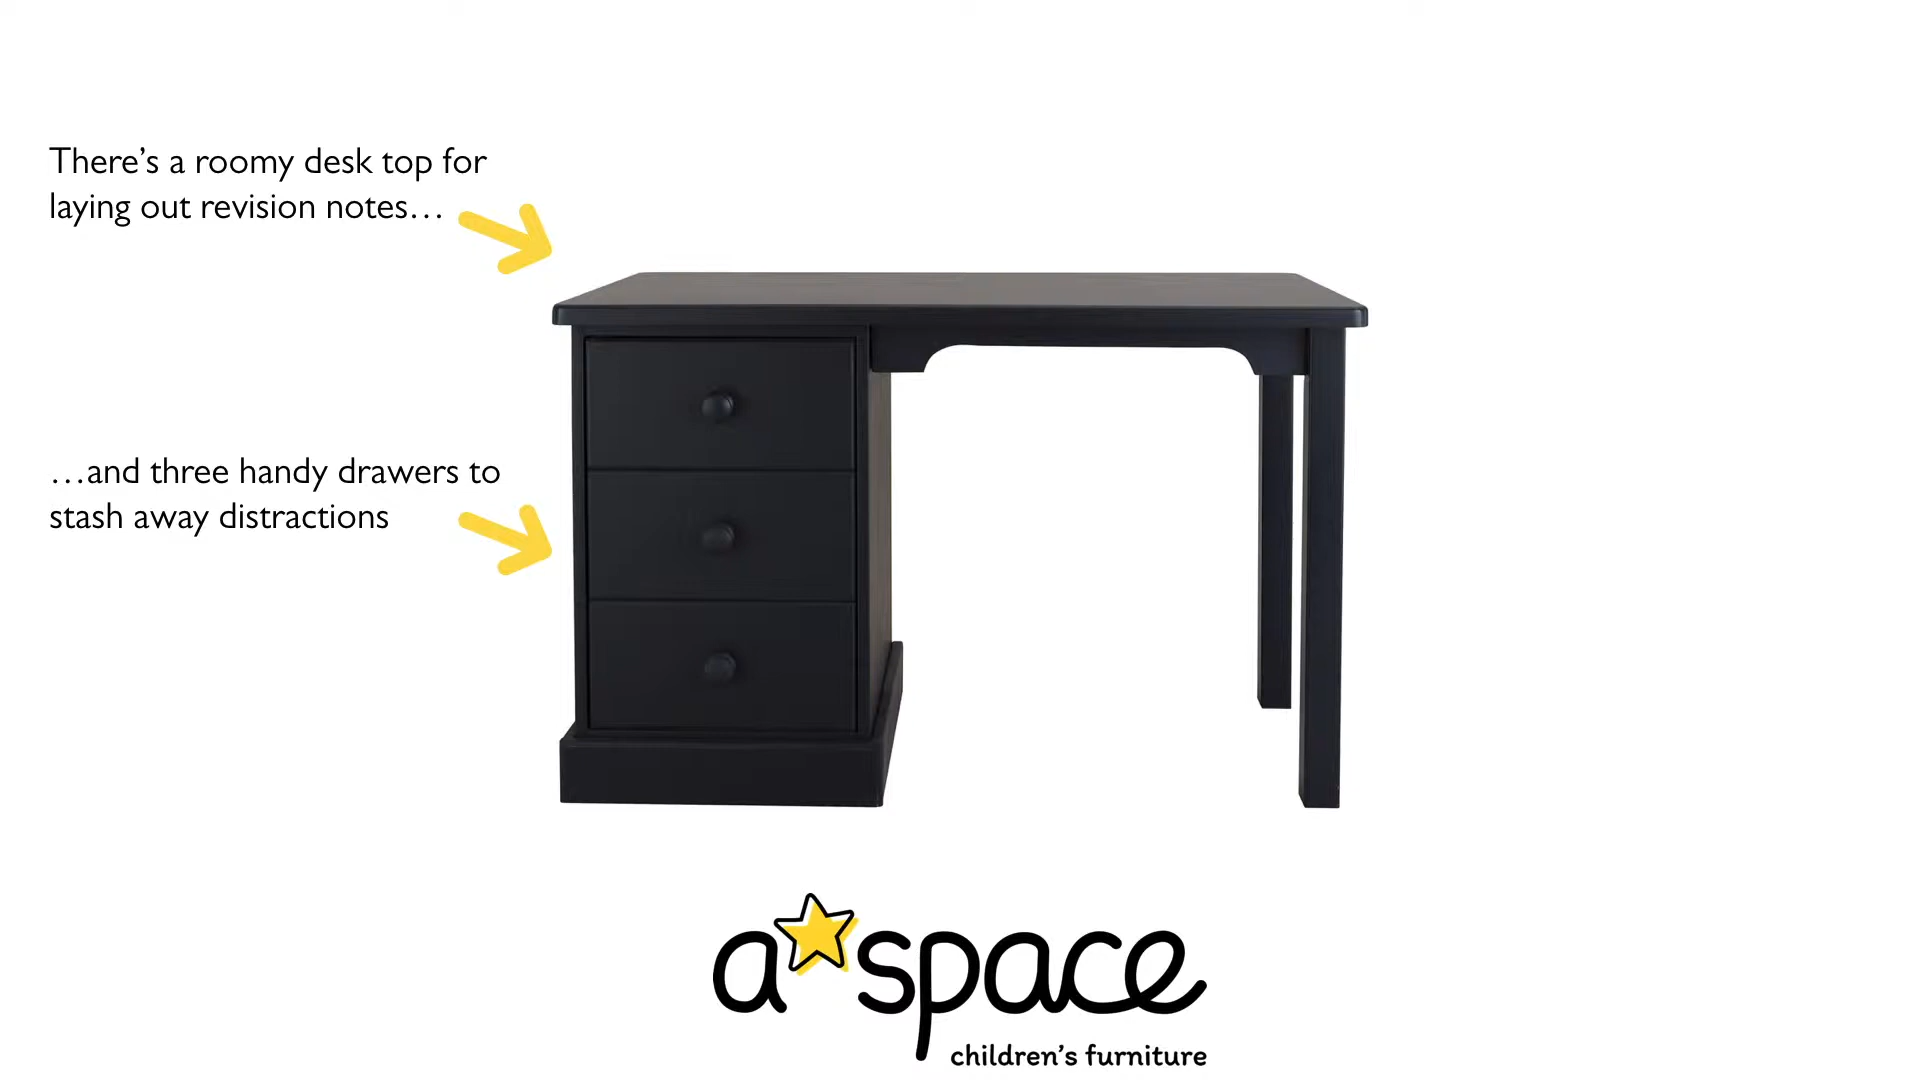 There’s a roomy desk top for
laying out revision notes…
…and three handy drawers to
stash away distractions
a space
children’s furniture